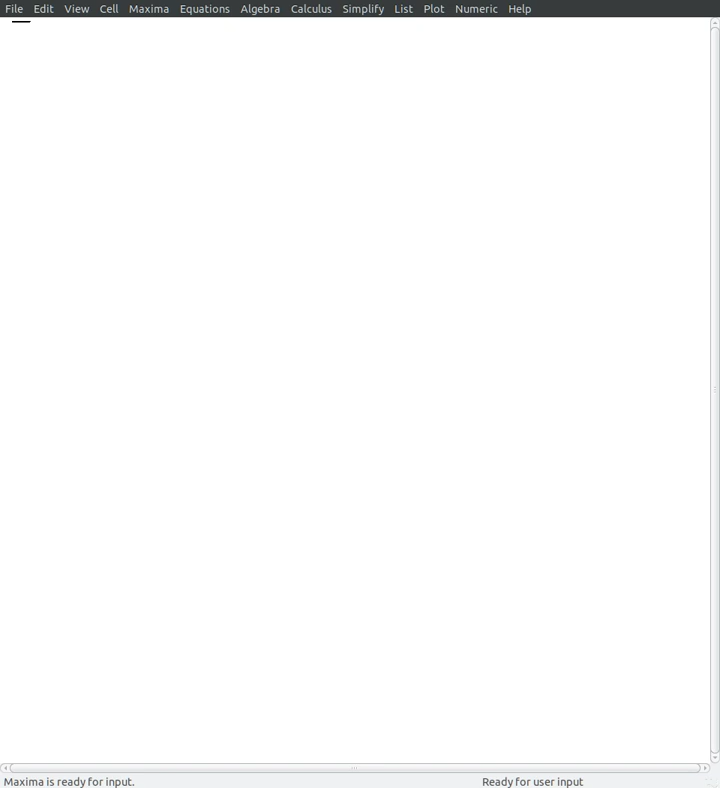 File Edit View Cell Maxima Equations Algebra Calculus Simplify List Plot Numeric Help
Maxima is ready for input. Ready for user input